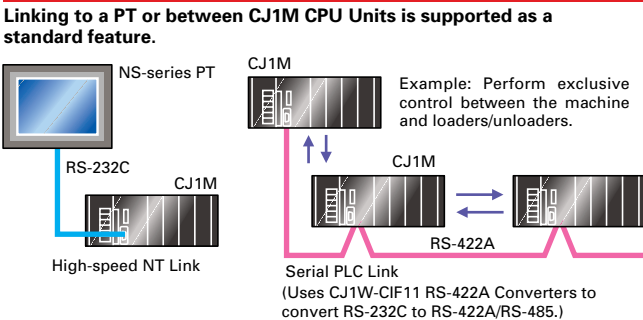 Linking to a PT or between CJ1M CPU Units is supported as a
standard feature.
NS-series PT
RS-232C
CJ1M
High-speed NT Link
CJ1M
Example: Perform exclusive
control between the machine
and loaders/unloaders.
CJ1M
RS-422A
Serial PLC Link
(Uses CJ1W-CIF11 RS-422A Converters to
convert RS-232C to RS-422A/RS-485.)